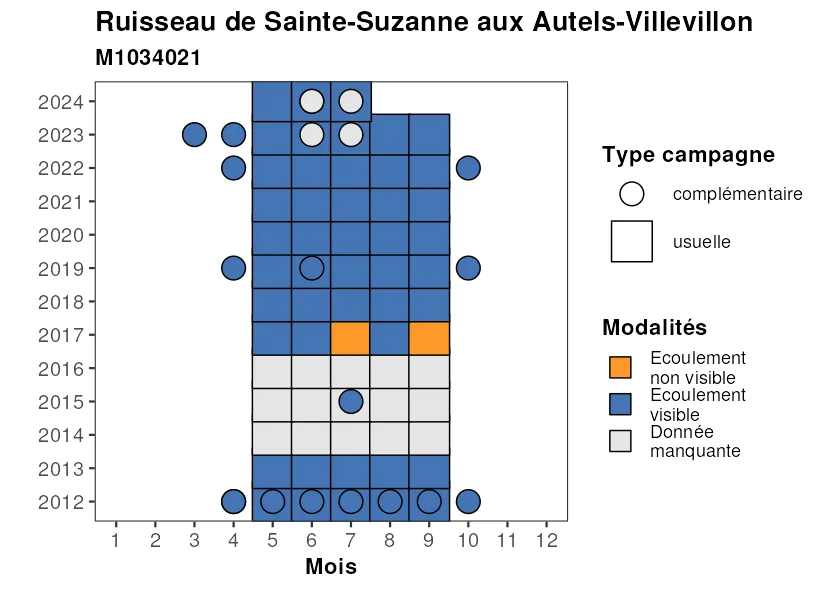 Ruisseau de Sainte-Suzanne aux Autels-Villevillon
M1034021
2024
2023
2022
2021
2020
2019
2018
2017
2016
2015
2014
2013
2012
1 2 3 4 5 6 7 8 9 10 11 12
Mois
Type campagne
complémentaire
usuelle
Modalités
Ecoulement
non visible
Ecoulement
visible
Donnée
manquante